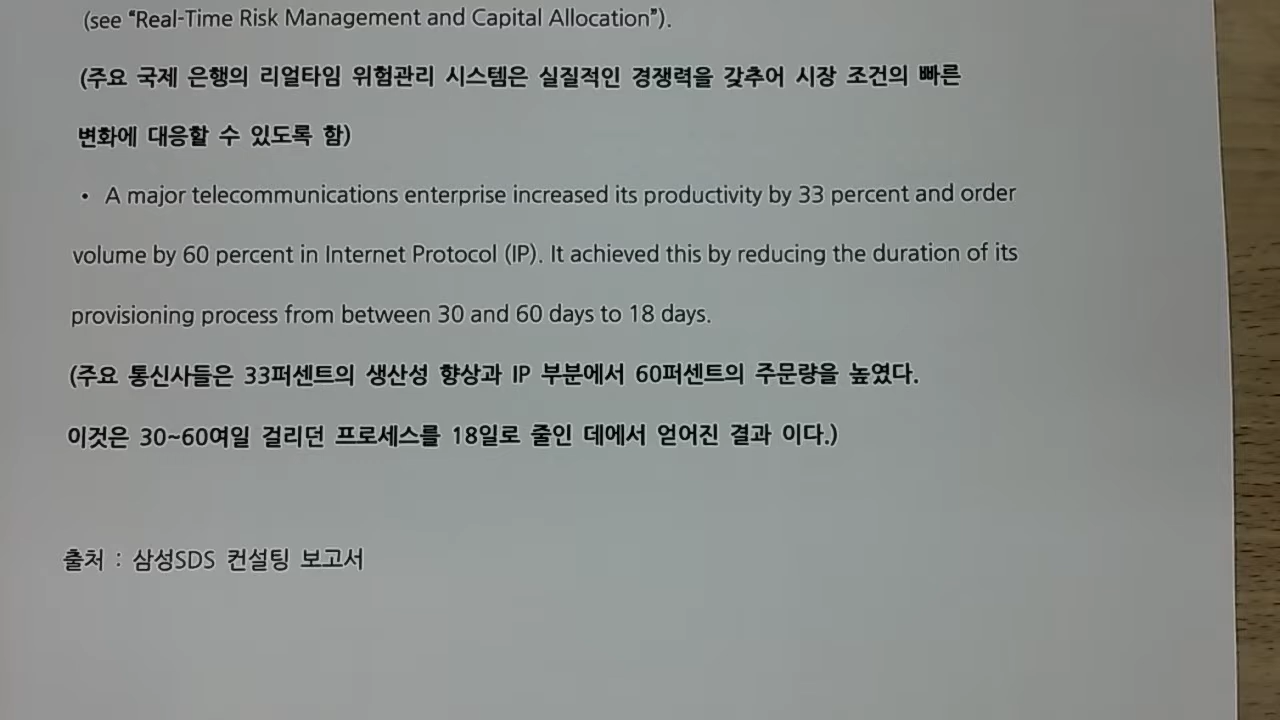 (see “Real-Time Risk Management and Capital Allocation”).
(주요 국제 은행의 리얼타임 위험관리 시스템은 실질적인 경쟁력을 갖추어 시장 조건의 빠른
변화에 대응할 수 있도록 함)
• A major telecommunications enterprise increased its productivity by 33 percent and order
volume by 60 percent in Internet Protocol (IP). It achieved this by reducing the duration of its
provisioning process from between 30 and 60 days to 18 days.
(주요 통신사들은 33퍼센트의 생산성 향상과 IP 부분에서 60퍼센트의 주문량을 높였다.
이것은 30~60여일 걸리던 프로세스를 18일로 줄인 데에서 얻어진 결과 이다.)
출처 : 삼성SDS 컨설팅 보고서